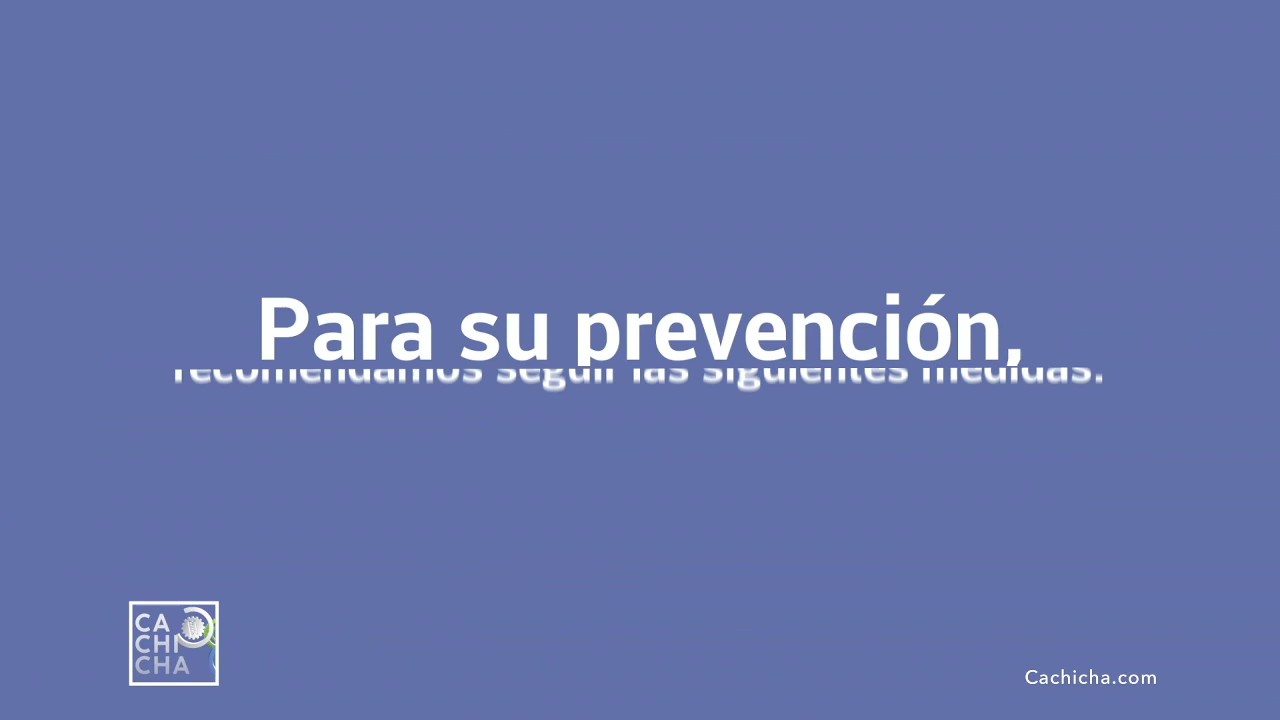 Para su prevención,
recomendamos seguir las siguientes medidas.
CA
CHI
CHA
Cachicha.com